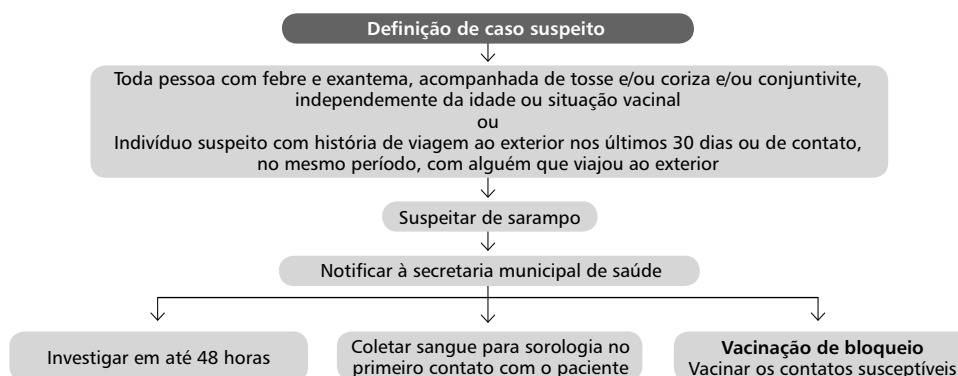 Definição de caso suspeito
Toda pessoa com febre e exantema, acompanhada de tosse e/ou coriza e/ou conjuntivite,
independemente da idade ou situação vacinal
ou
Indivíduo suspeito com história de viagem ao exterior nos últimos 30 dias ou de contato,
no mesmo período, com alguém que viajou ao exterior
Suspeitar de sarampo
Notificar à secretaria municipal de saúde
Investigar em até 48 horas
Coletar sangue para sorologia no
primeiro contato com o paciente
Vacinação de bloqueio
Vacinar os contatos susceptíveis